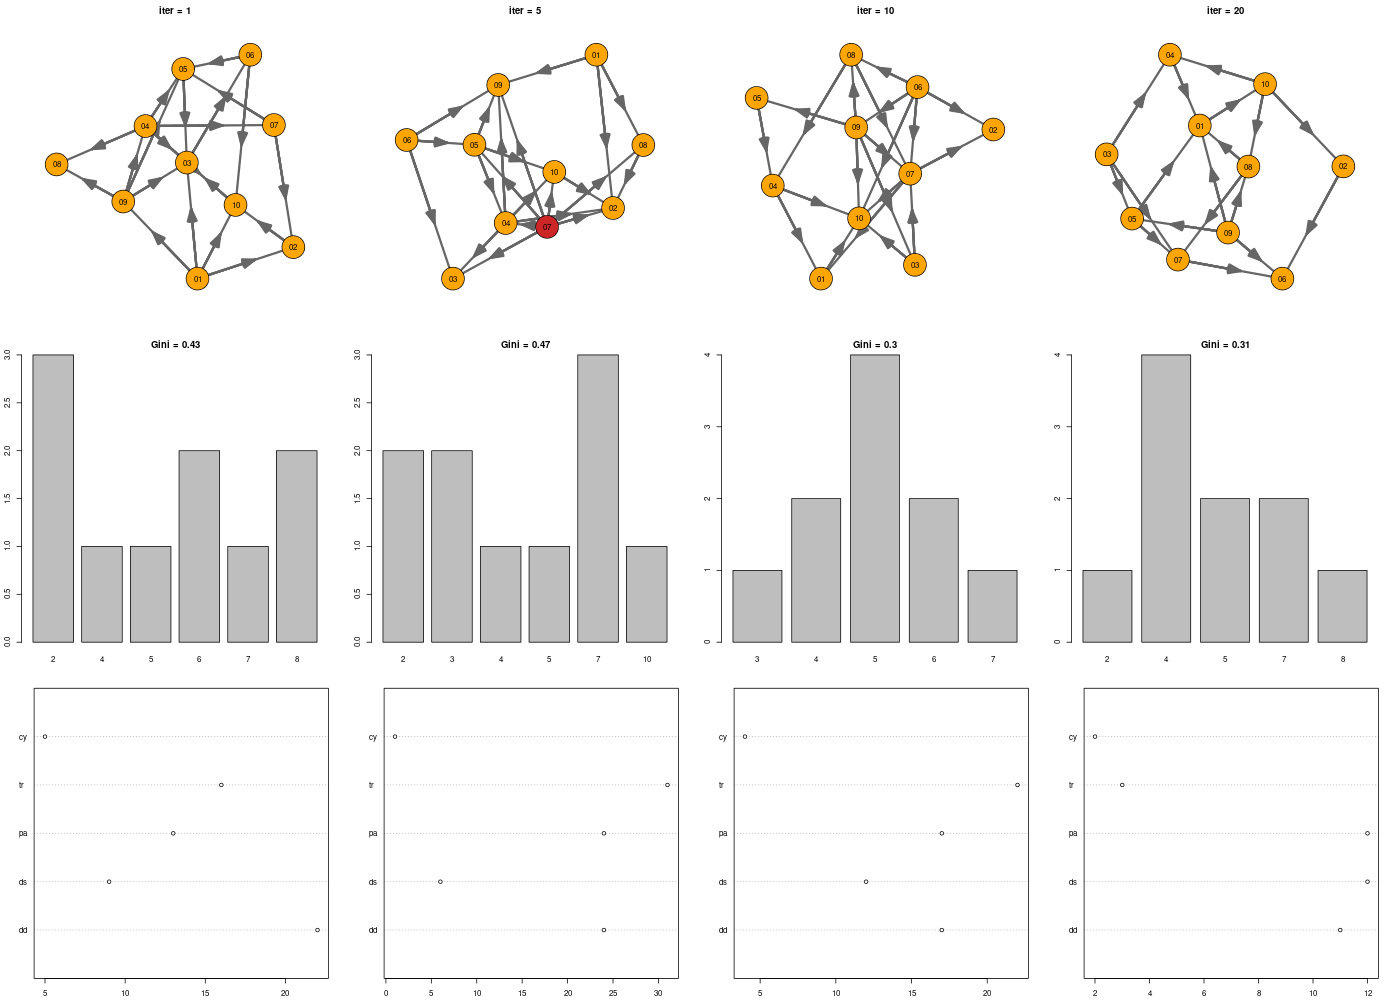 iter = 1
iter = 5
iter = 10
iter = 20
06
05
04
07
08
03
09
10
02
01
01
09
06
05
08
10
04
07
02
03
08
06
05
09
02
07
04
10
03
01
04
10
01
03
08
02
05
09
07
06
Gini = 0.43
Gini = 0.47
Gini = 0.3
Gini = 0.31
0.0 0.5 1.0 1.5 2.0 2.5 3.0
2 4 5 6 7 8
0.0 0.5 1.0 1.5 2.0 2.5 3.0
2 3 4 5 7 10
0 1 2 3 4
3 4 5 6 7
0 1 2 3 4
2 4 5 7 8
cy
tr
pa
ds
dd
5 10 15 20
cy
tr
pa
ds
dd
0 5 10 15 20 25 30
cy
tr
pa
ds
dd
5 10 15 20
cy
tr
pa
ds
dd
2 4 6 8 10 12